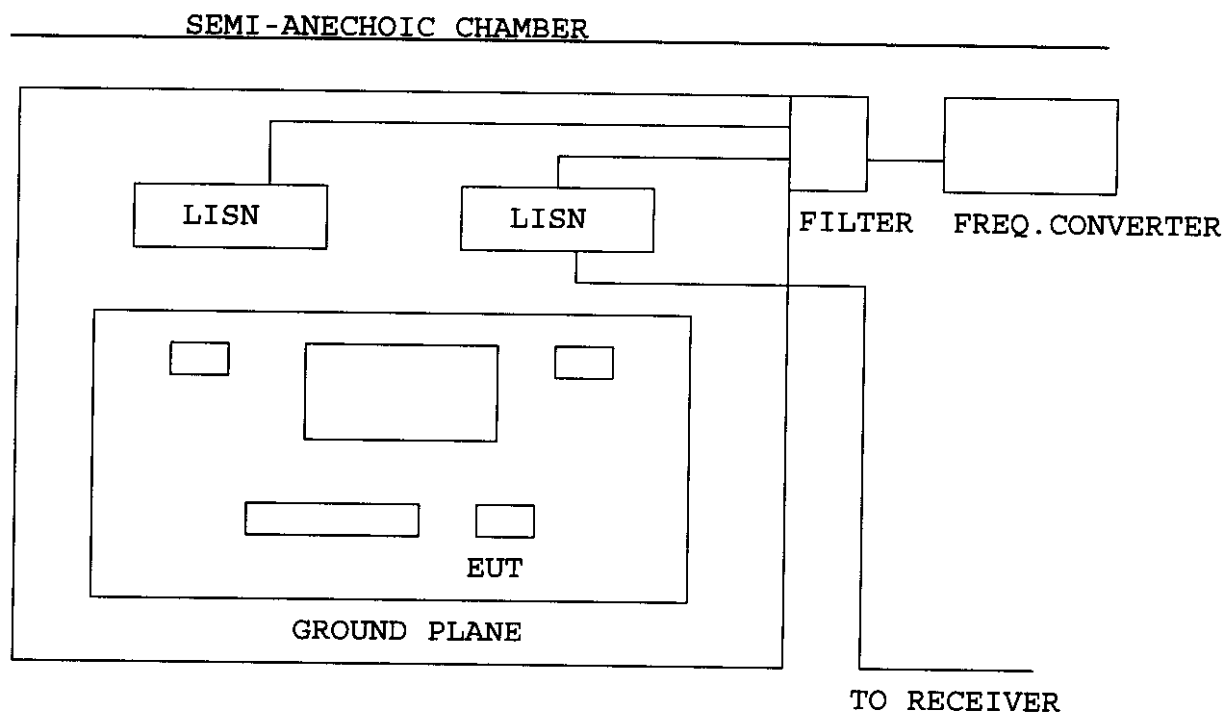 SEMI-ANECHOIC CHAMBER
LISN
LISN
FILTER
FREQ.CONVERTER
EUT
GROUND PLANE
TO RECEIVER